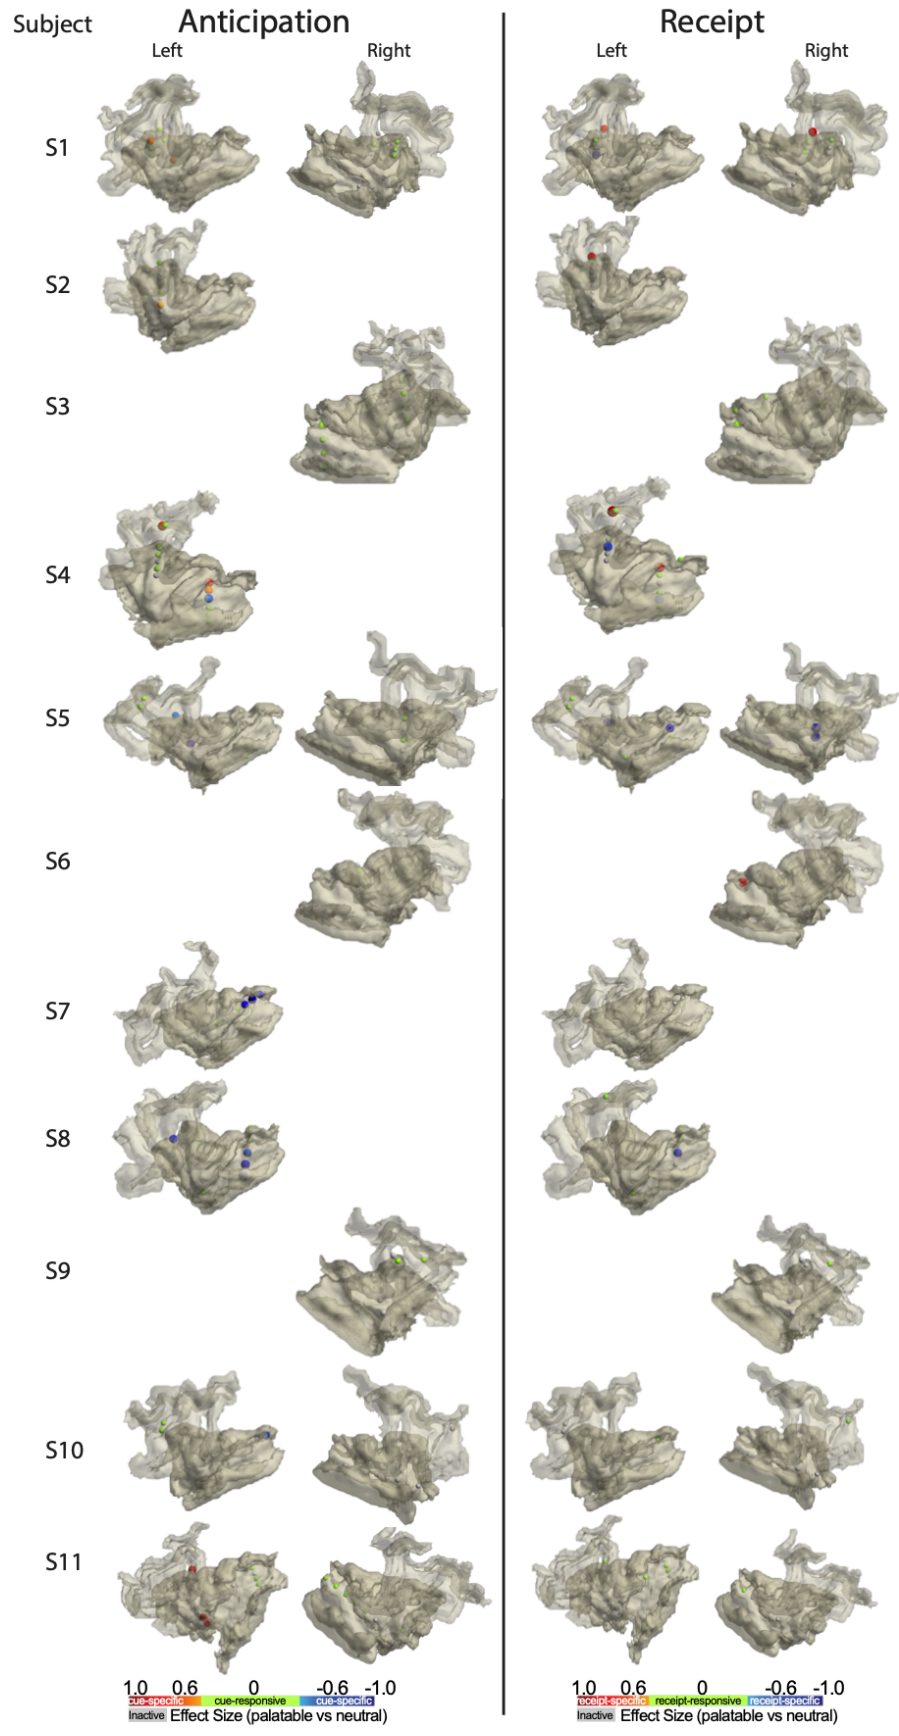 Subject Anticipation Receipt
Left Right Left Right
S1
S2
S3
S4
S5
S6
S7
S8
S9
S10
S11
1.0 0.6 0 -0.6 -1.0 1.0 0.6 0 -0.6 -1.0
cue-specific cue-responsive cue-specific receipt-specific receipt-responsive receipt-specific
Inactive Effect Size (palatable vs neutral) Inactive Effect Size (palatable vs neutral)